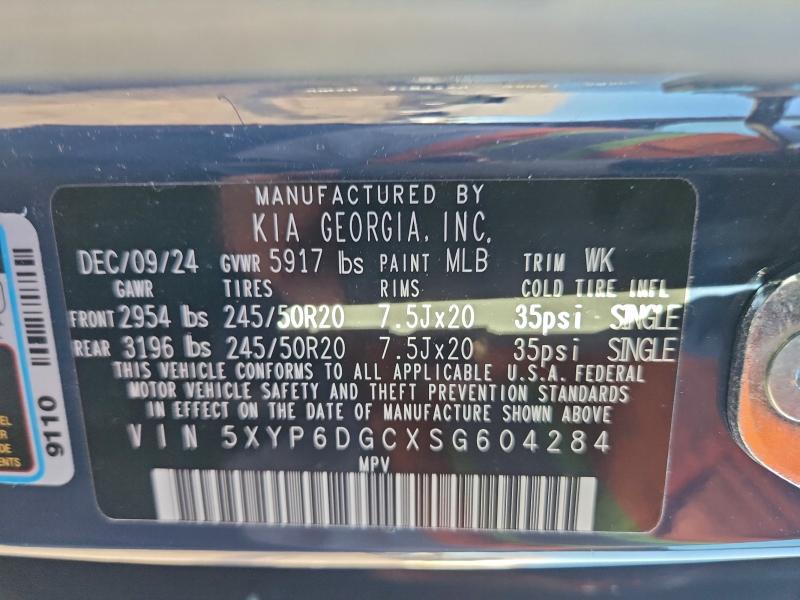 MANUFACTURED BY
KIA GEORGIA, INC.
DEC/09/24 GVWR 5917 lbs PAINT MLB TRIM WK
GAWR TIRES RIMS COLD TIRE INFL
FRONT 2954 lbs 245/50R20 7.5Jx20 35psi SINGLE
REAR 3196 lbs 245/50R20 7.5Jx20 35psi SINGLE
THIS VEHICLE CONFORMS TO ALL APPLICABLE U.S.A. FEDERAL
MOTOR VEHICLE SAFETY AND THEFT PREVENTION STANDARDS
IN EFFECT ON THE DATE OF MANUFACTURE SHOWN ABOVE
VIN 5XYP6DGCXSG604284
MPV
9110